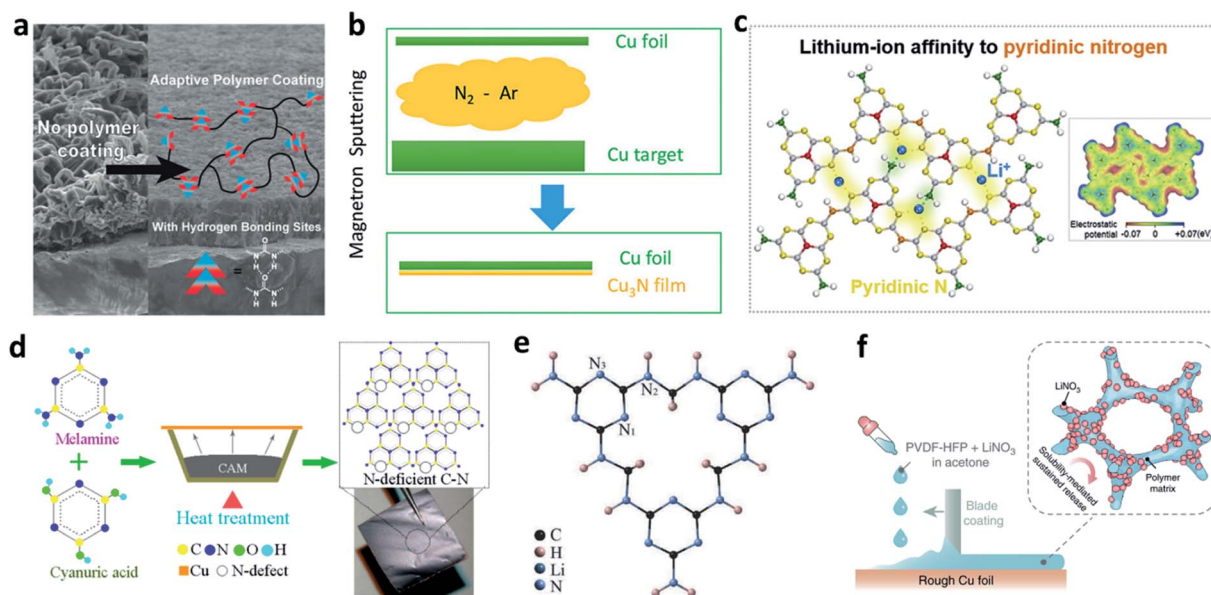 a
No polymer
coating
Adaptive Polymer Coating
With Hydrogen Bonding Sites
=
O
N N
H H
O
N N
H H
b
Magnetron Sputtering
Cu foil
N₂ - Ar
Cu target
Cu foil
Cu₃N film
c
Lithium-ion affinity to pyridinic nitrogen
Li⁺
Pyridinic N
Electrostatic
potential
-0.07 0 +0.07(eV)
d
Melamine
+
Cyanuric acid
CAM
Heat treatment
C N O H
Cu N-defect
N-deficient C-N
e
N₃
N₂
N₁
C
H
Li
N
f
PVDF-HFP + LiNO₃
in acetone
Blade
coating
Rough Cu foil
LiNO₃
Solubility-mediated
sustained release
Polymer
matrix